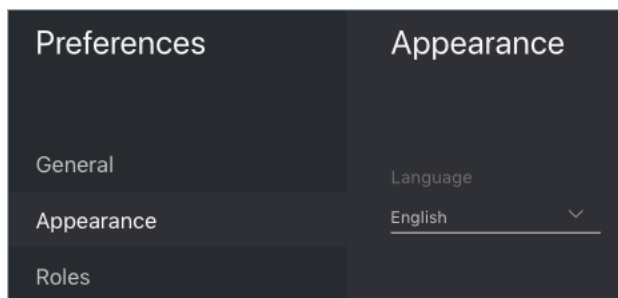 Preferences
General
Appearance
Roles
Appearance
Language
English